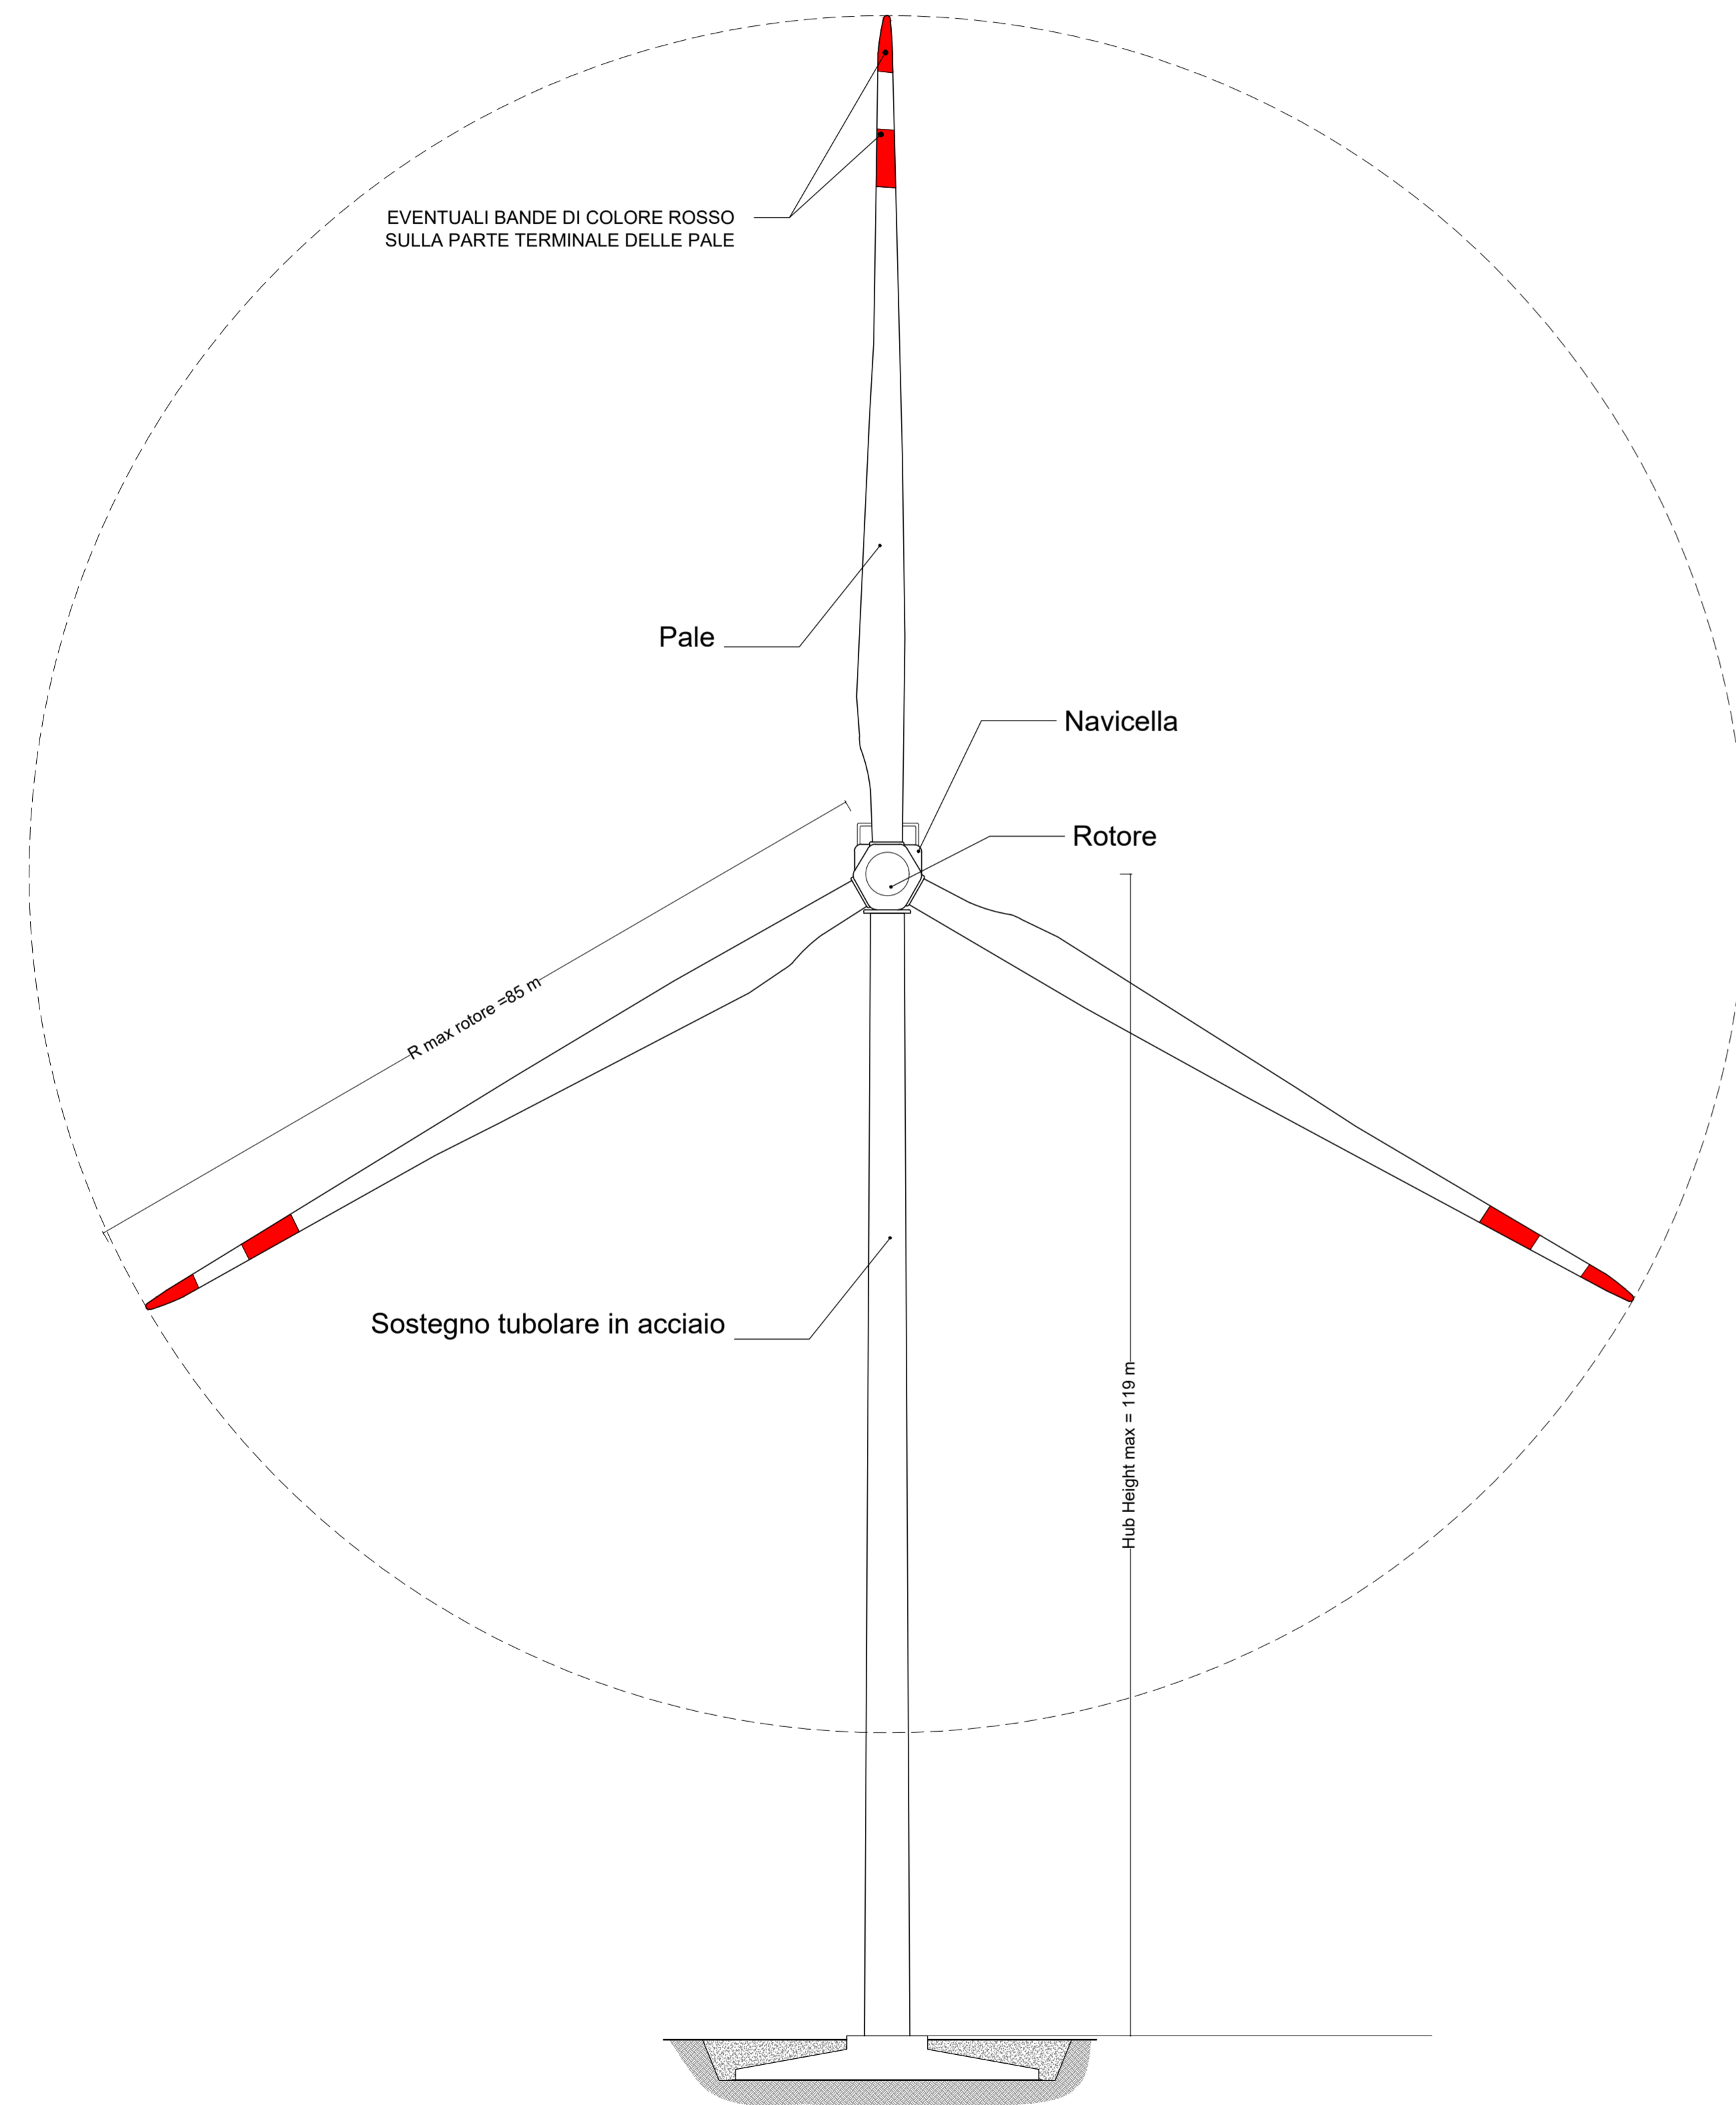 EVENTUALI BANDE DI COLORE ROSSO
SULLA PARTE TERMINALE DELLE PALE
Pale
Navicella
Rotore
R max rotore =85 m
Sostegno tubolare in acciaio
Hub Height max = 119 m